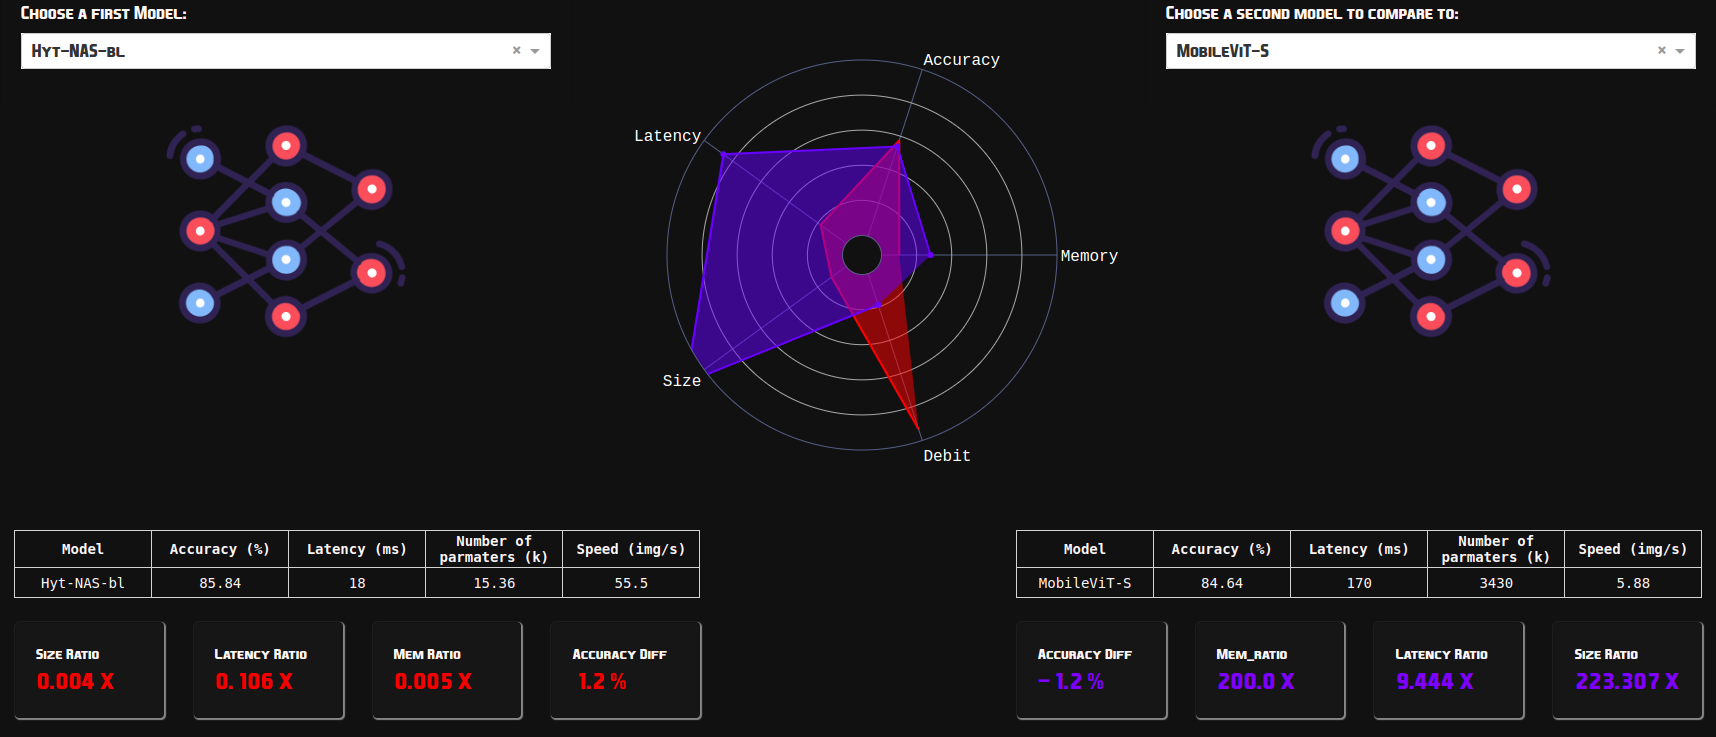 Choose a first Model:
Hyt-NAS-bl
×
Choose a second model to compare to:
MobileViT-S
×
Accuracy
Latency
Memory
Size
Debit
Model Accuracy (%) Latency (ms) Number of parmaters (k) Speed (img/s)
Hyt-NAS-bl 85.84 18 15.36 55.5
Model Accuracy (%) Latency (ms) Number of parmaters (k) Speed (img/s)
MobileViT-S 84.64 170 3430 5.88
Size Ratio
0.004 X
Latency Ratio
0. 106 X
Mem Ratio
0.005 X
Accuracy Diff
1.2 %
Accuracy Diff
- 1.2 %
Mem_ratio
200.0 X
Latency Ratio
9.444 X
Size Ratio
223.307 X